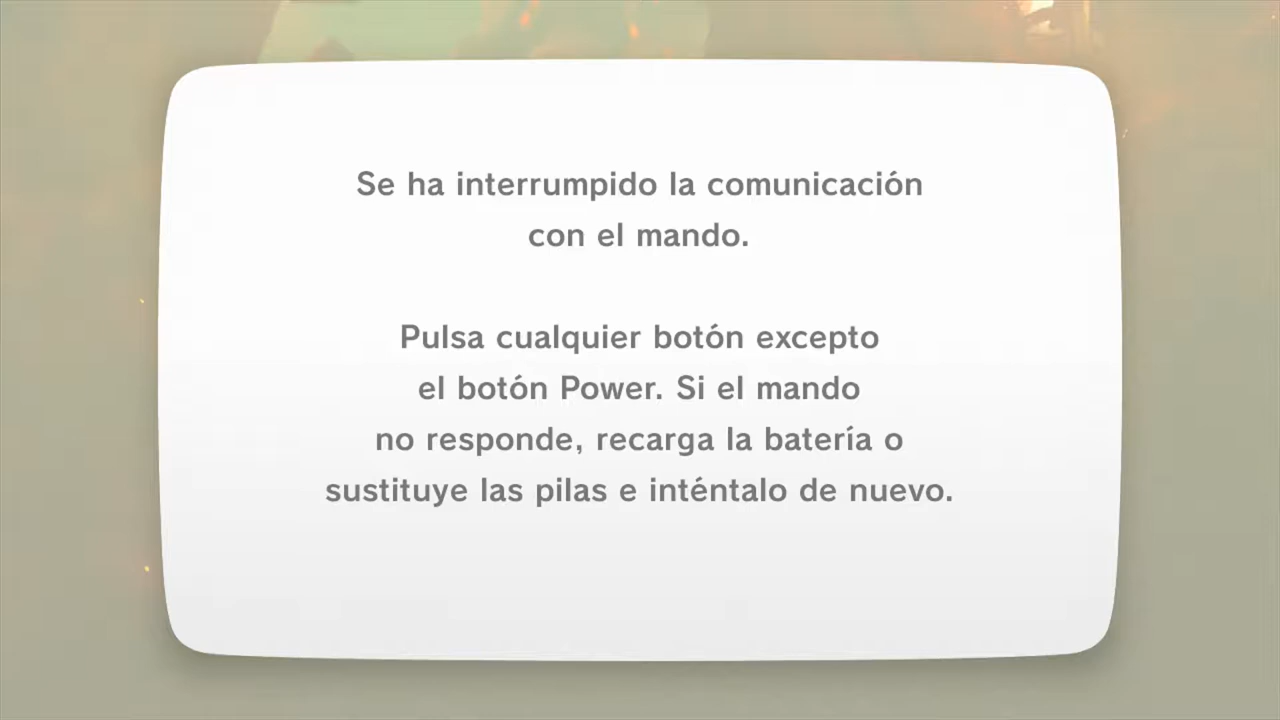 Se ha interrumpido la comunicación
con el mando.
Pulsa cualquier botón excepto
el botón Power. Si el mando
no responde, recarga la batería o
sustituye las pilas e inténtalo de nuevo.